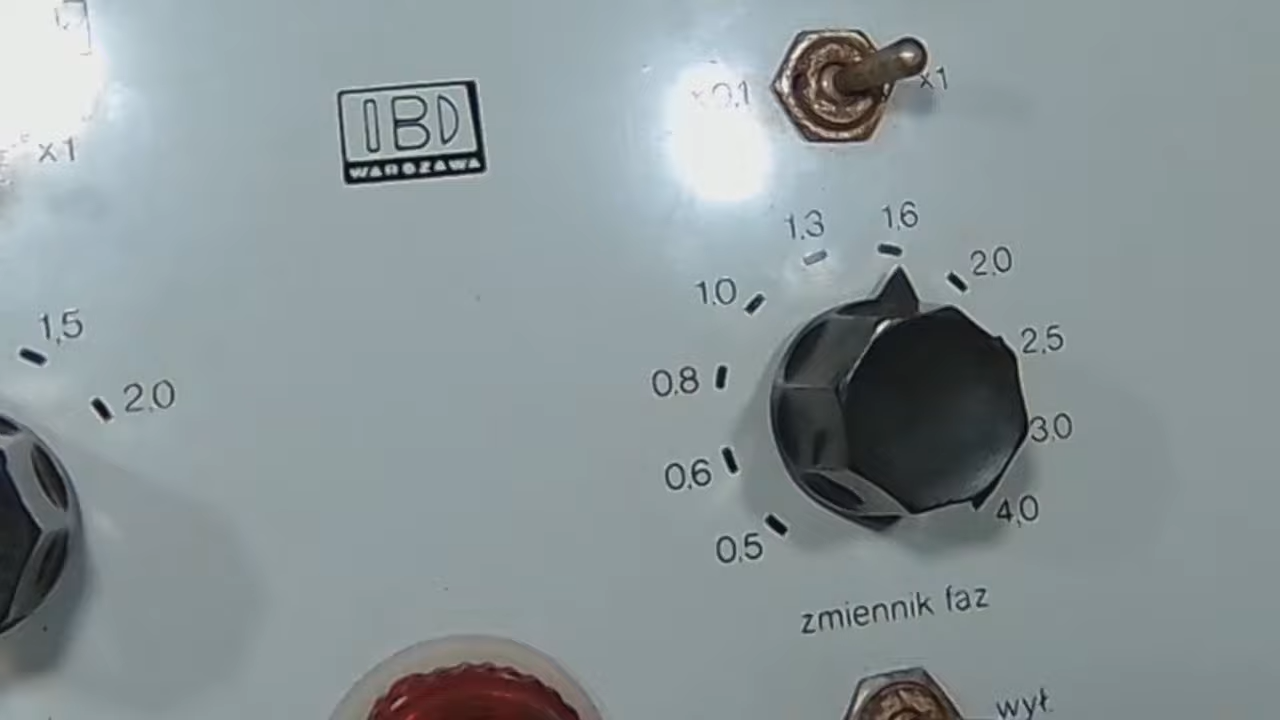 x0,1
x1
x1
IBD
WARSZAWA
1,3
1,6
2,0
1,0
2,5
0,8
3,0
0,6
4,0
0,5
1,5
2,0
zmiennik faz
wył.